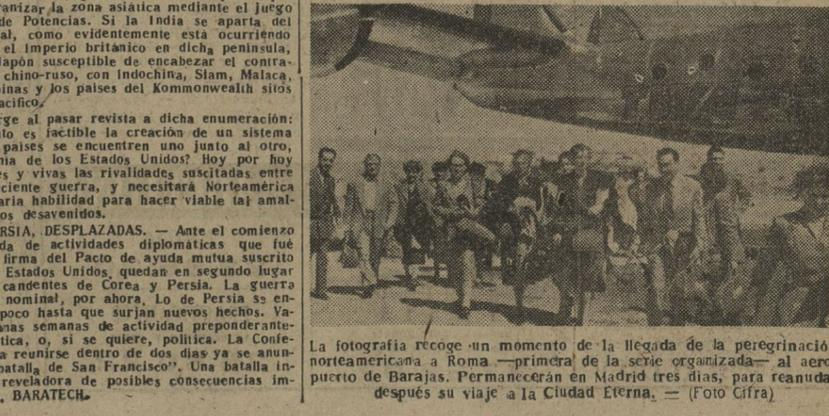 anizar la zona asiática mediante el juego
de Potencias. Si la India se aparta del
al, como evidentemente está ocurriendo
el Imperio británico en dicha península,
Japón susceptible de encabezar el contra-
chino-ruso, con Indochina, Siam, Malaca,
inas y los países del Kommonwealth sitos
acífico.
rge al pasar revista a dicha enumeración:
to es factible la creación de un sistema
países se encuentren uno junto al otro,
nia de los Estados Unidos? Hoy por hoy
es y vivas las rivalidades suscitadas entre
ciente guerra, y necesitará Norteamérica
aria habilidad para hacer viable tal amal-
os desavenidos.
RSIA, DESPLAZADAS. — Ante el comienzo
da de actividades diplomáticas que fué
firma del Pacto de ayuda mutua suscrito
Estados Unidos, quedan en segundo lugar
candentes de Corea y Persia. La guerra
nominal, por ahora. Lo de Persia se en-
poco hasta que surjan nuevos hechos. Va-
nas semanas de actividad preponderante-
tica, o, si se quiere, política. La Confe-
a reunirse dentro de dos días ya se anun-
batalla de San Francisco". Una batalla in-
reveladora de posibles consecuencias im-
. BARATECH.
La fotografía recoge un momento de la llegada de la peregrinació
norteamericana a Roma —primera de la serie organizada— al aero
puerto de Barajas. Permanecerán en Madrid tres días, para reanuda
después su viaje a la Ciudad Eterna. — (Foto Cifra)